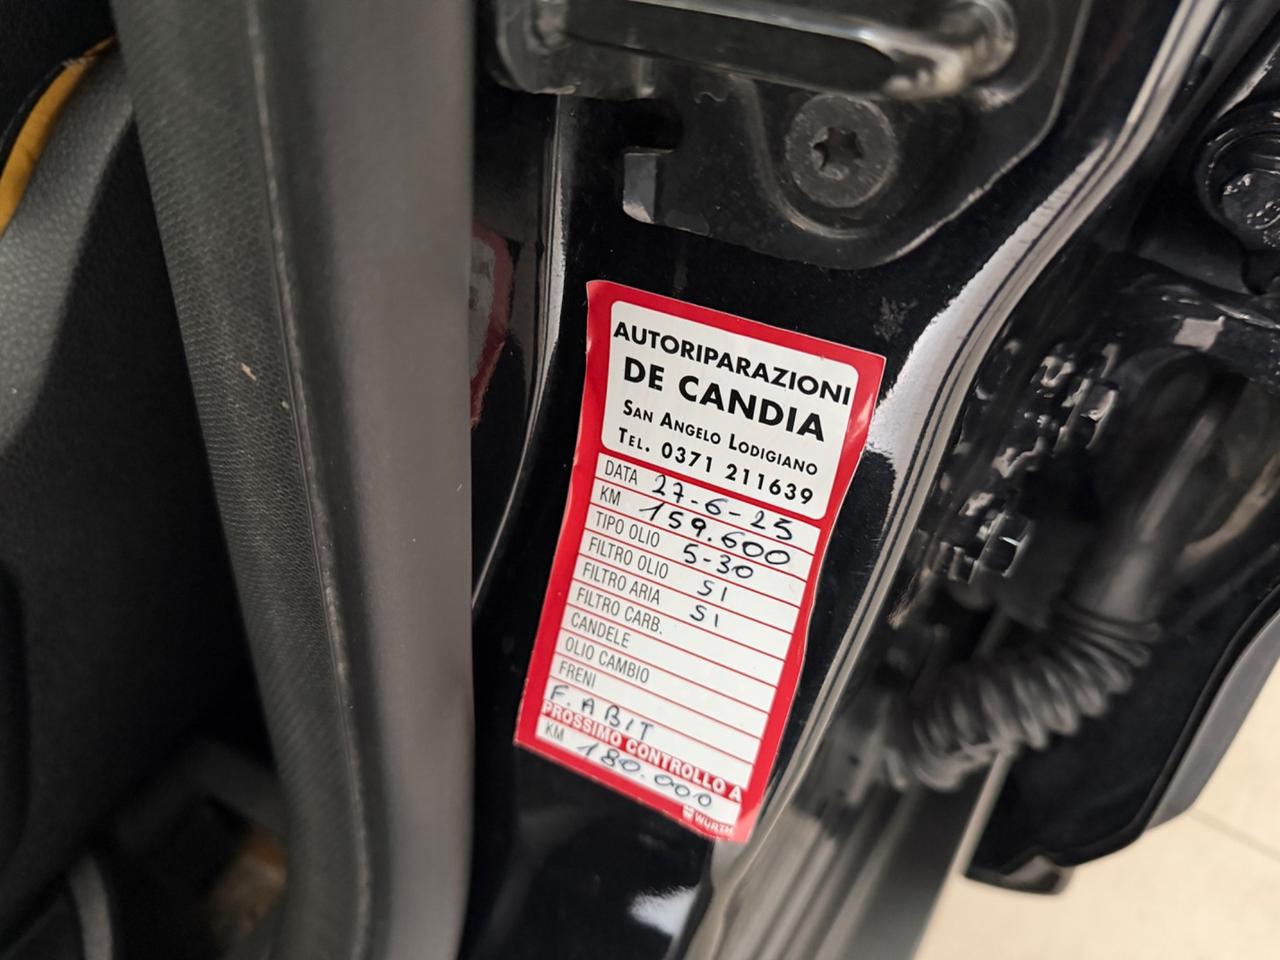 AUTORIPARAZIONI
DE CANDIA
SAN ANGELO LODIGIANO
TEL. 0371 211639
DATA 27-6-25
KM 159.600
TIPO OLIO 5-30
FILTRO OLIO SI
FILTRO ARIA SI
FILTRO CARB.
CANDELE
OLIO CAMBIO
FRENI
F. ABIT
PROSSIMO CONTROLLO A
KM 180.000
WÜRTH